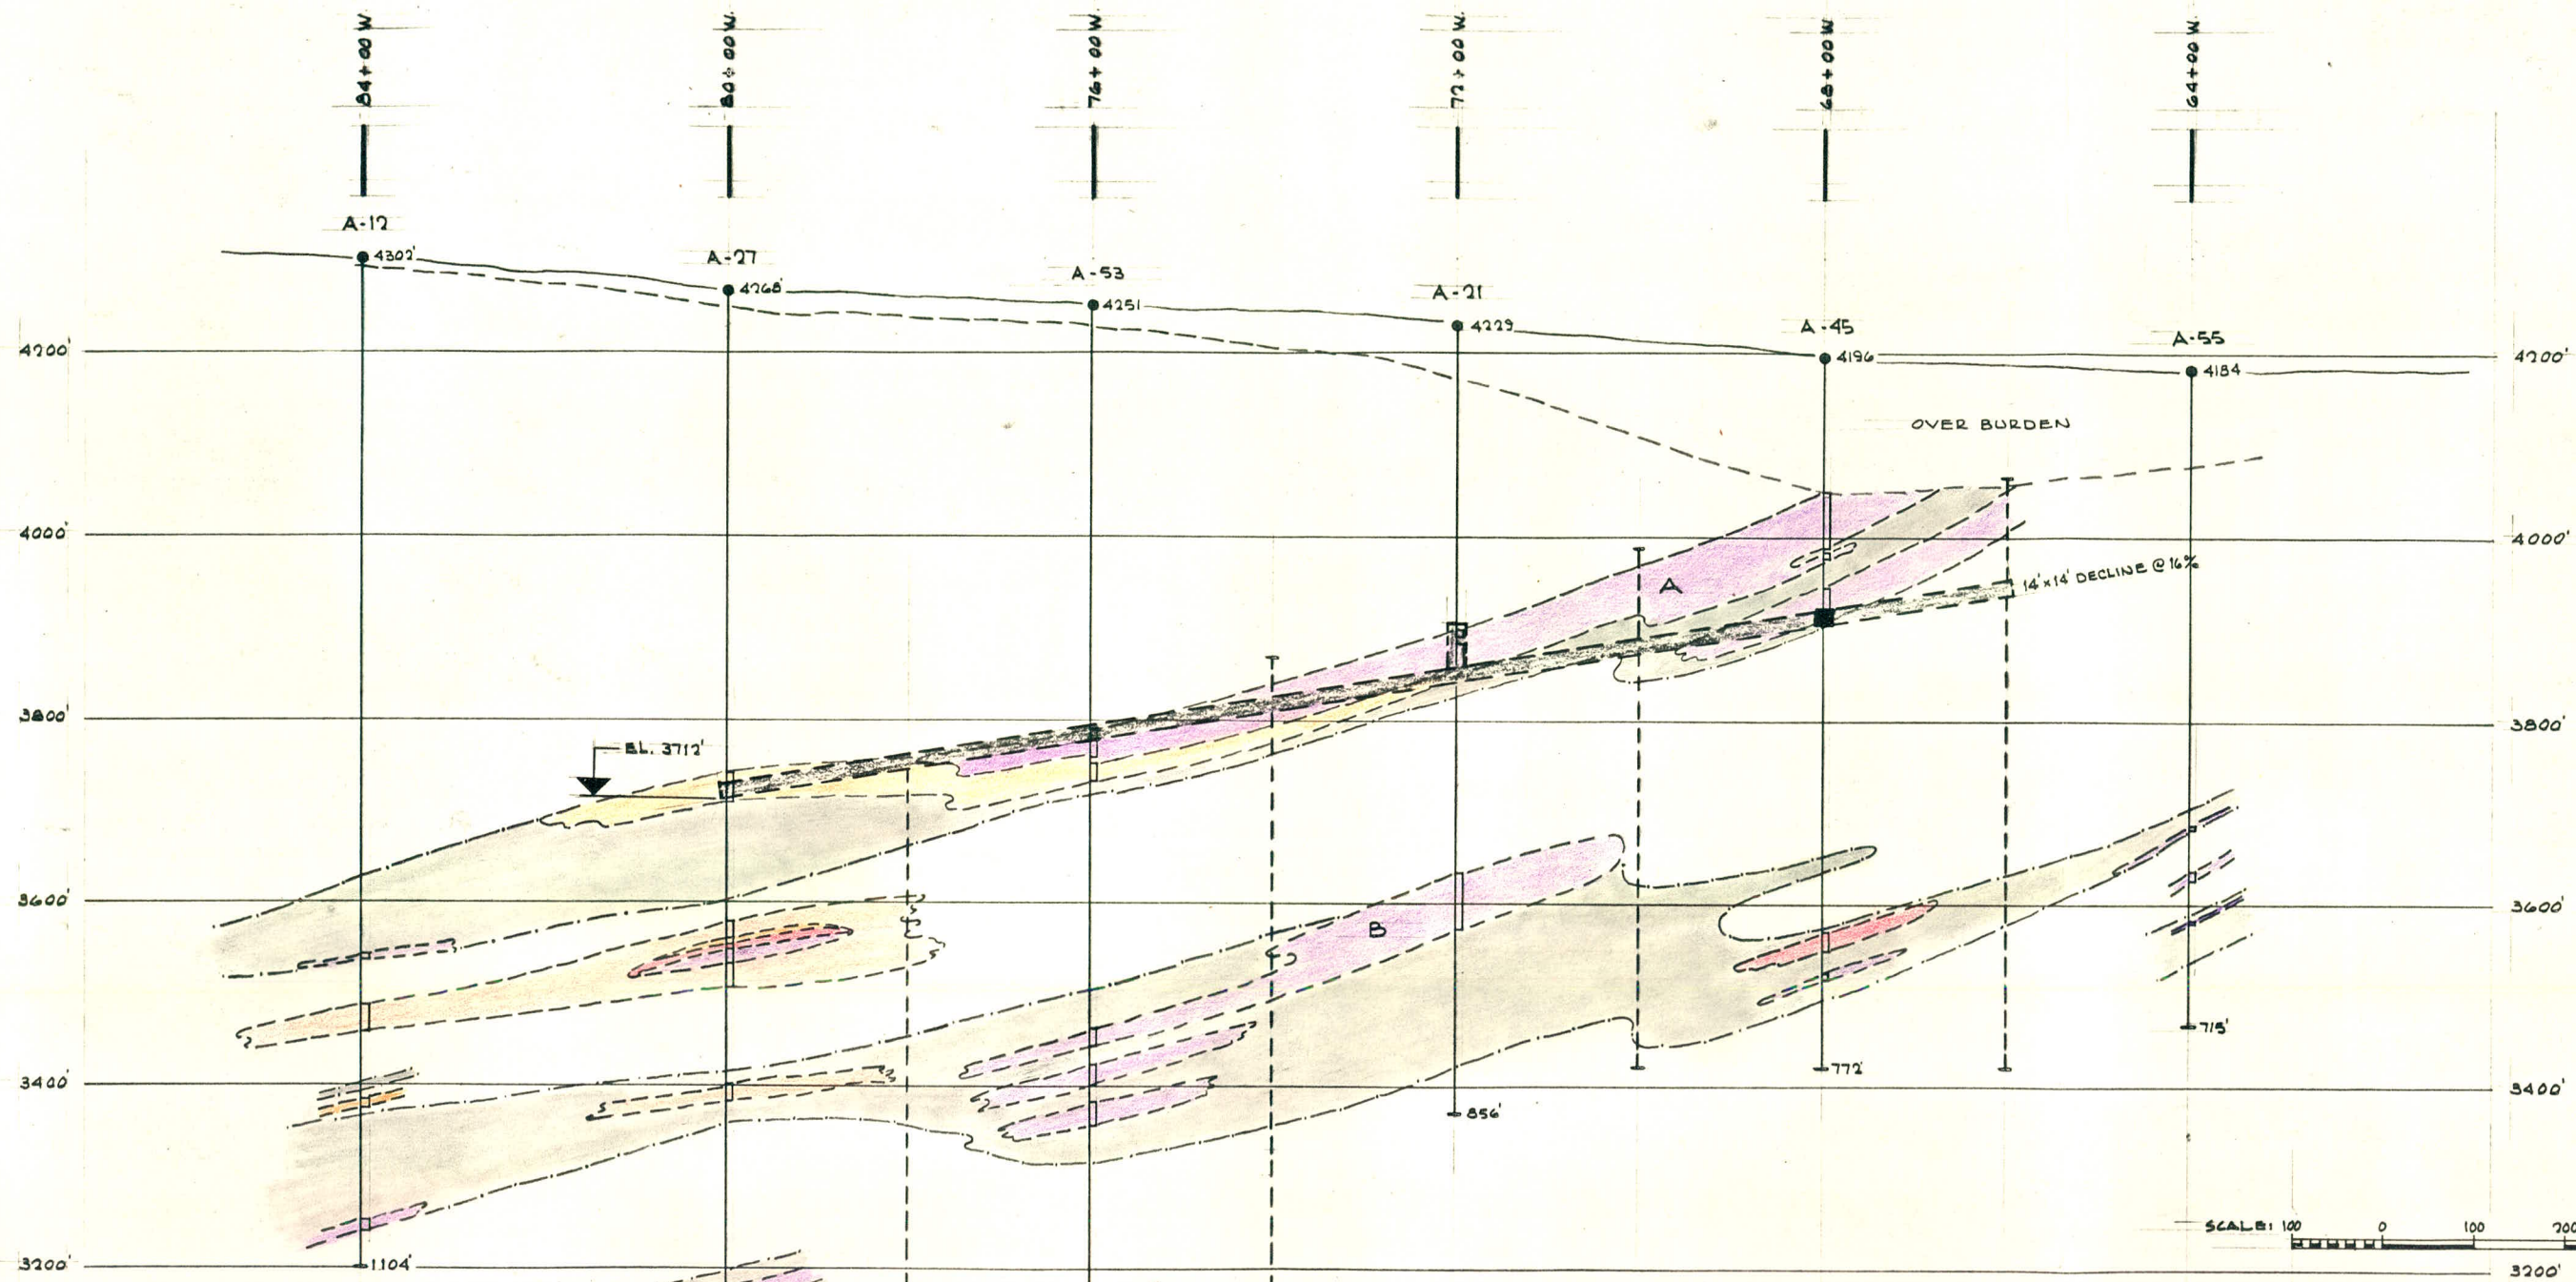 84+00 W.
80+00 W.
76+00 W.
72+00 W.
68+00 W.
64+00 W.
A-12
4302'
A-27
4268'
A-53
4251
A-21
4229
A-45
4196
A-55
4184
4200'
4200'
OVER BURDEN
4000'
4000'
A
14'x14' DECLINE @ 16%
3800'
3800'
EL. 3712'
3600'
3600'
B
715'
772'
3400'
3400'
856'
SCALE: 100 0 100 200
3200'
1104'
3200'